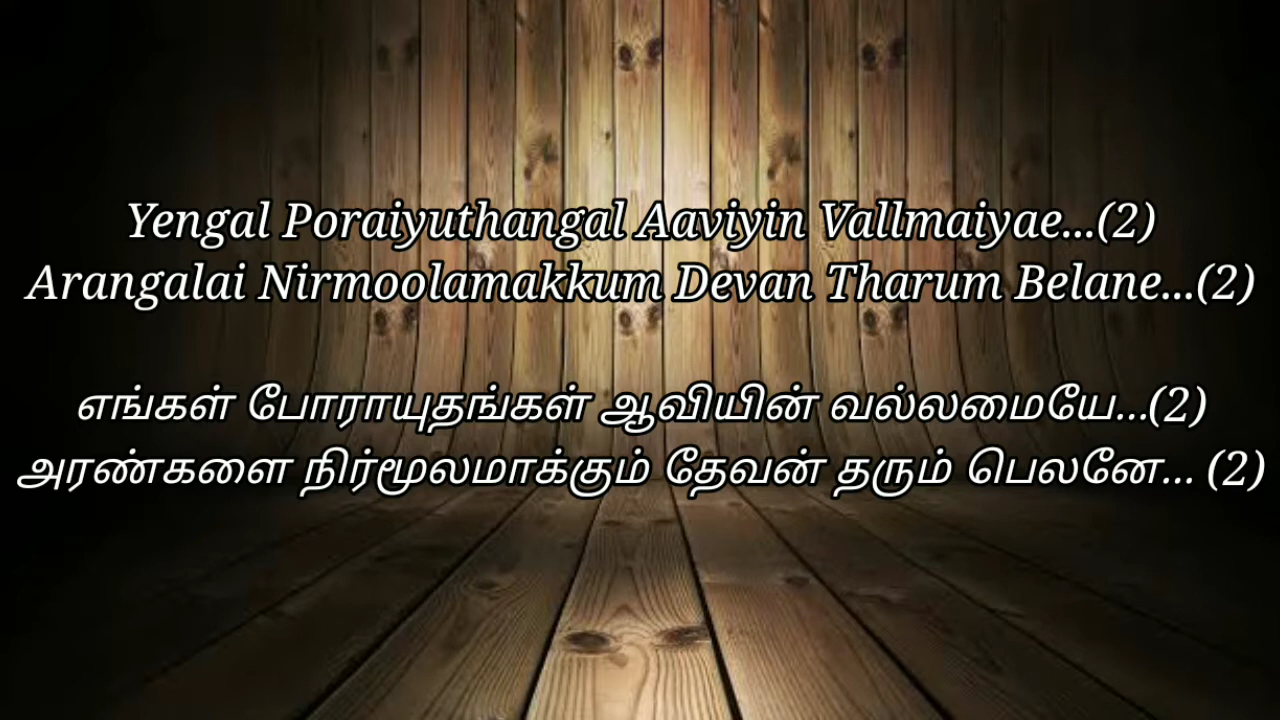 Yengal Poraiyuthangal Aaviyin Vallmaiyae...(2)
Arangalai Nirmoolamakkum Devan Tharum Belane...(2)
எங்கள் போராயுதங்கள் ஆவியின் வல்லமையே...(2)
அரண்களை நிர்மூலமாக்கும் தேவன் தரும் பெலனே... (2)